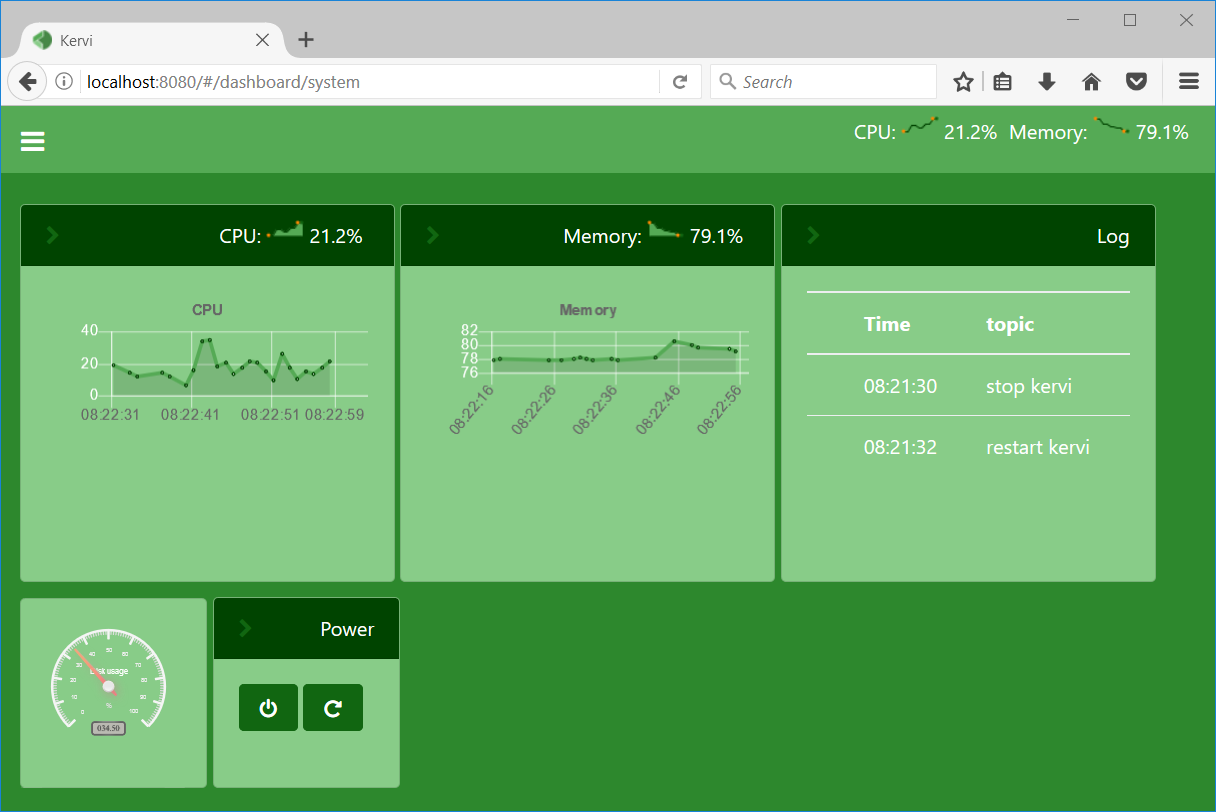 Kervi
localhost:8080/#/dashboard/system
Search
CPU: 21.2% Memory: 79.1%
CPU: 21.2%
CPU
40
20
0
08:22:31 08:22:41 08:22:51 08:22:59
Memory: 79.1%
Memory
82
80
78
76
08:22:16 08:22:26 08:22:36 08:22:46 08:22:56
Log
Time topic
08:21:30 stop kervi
08:21:32 restart kervi
0 10 20 30 40 50 60 70 80 90 100
Disk usage
%
034.50
Power